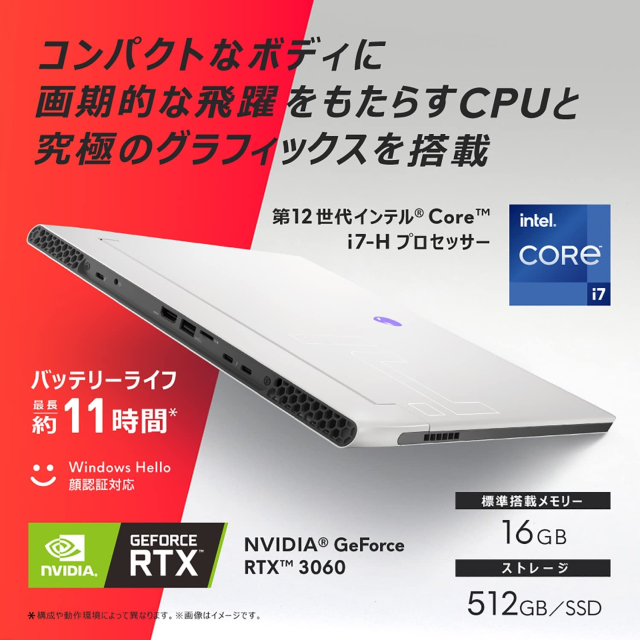 コンパクトなボディに
画期的な飛躍をもたらすCPUと
究極のグラフィックスを搭載
第12世代インテル® Core™
i7-H プロセッサー
intel.
CORE™
i7
バッテリーライフ
最長
約11時間*
Windows Hello
顔認証対応
NVIDIA.
GEFORCE
RTX™
NVIDIA® GeForce
RTX™ 3060
標準搭載メモリー
16GB
ストレージ
512GB/SSD
*構成や動作環境によって異なります。※画像はイメージです。